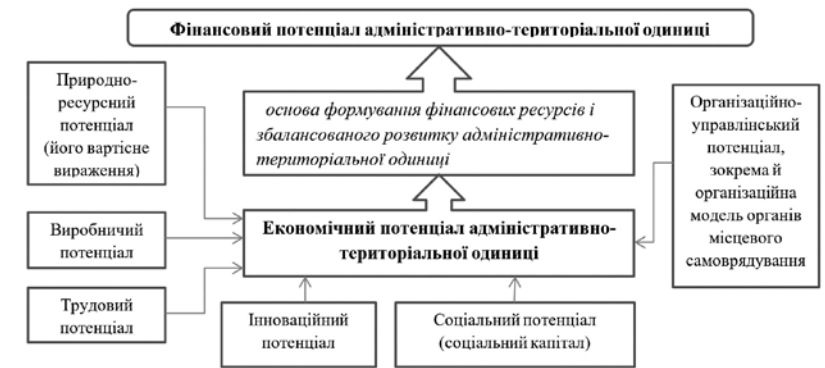 Фінансовий потенціал адміністративно-територіальної одиниці
Природно-
ресурсний
потенціал
(його вартісне
вираження)
основа формування фінансових ресурсів і
збалансованого розвитку адміністративно-
територіальної одиниці
Організаційно-
управлінський
потенціал,
зокрема й
організаційна
модель органів
місцевого
самоврядування
Виробничий
потенціал
Економічний потенціал адміністративно-
територіальної одиниці
Трудовий
потенціал
Інноваційний
потенціал
Соціальний потенціал
(соціальний капітал)